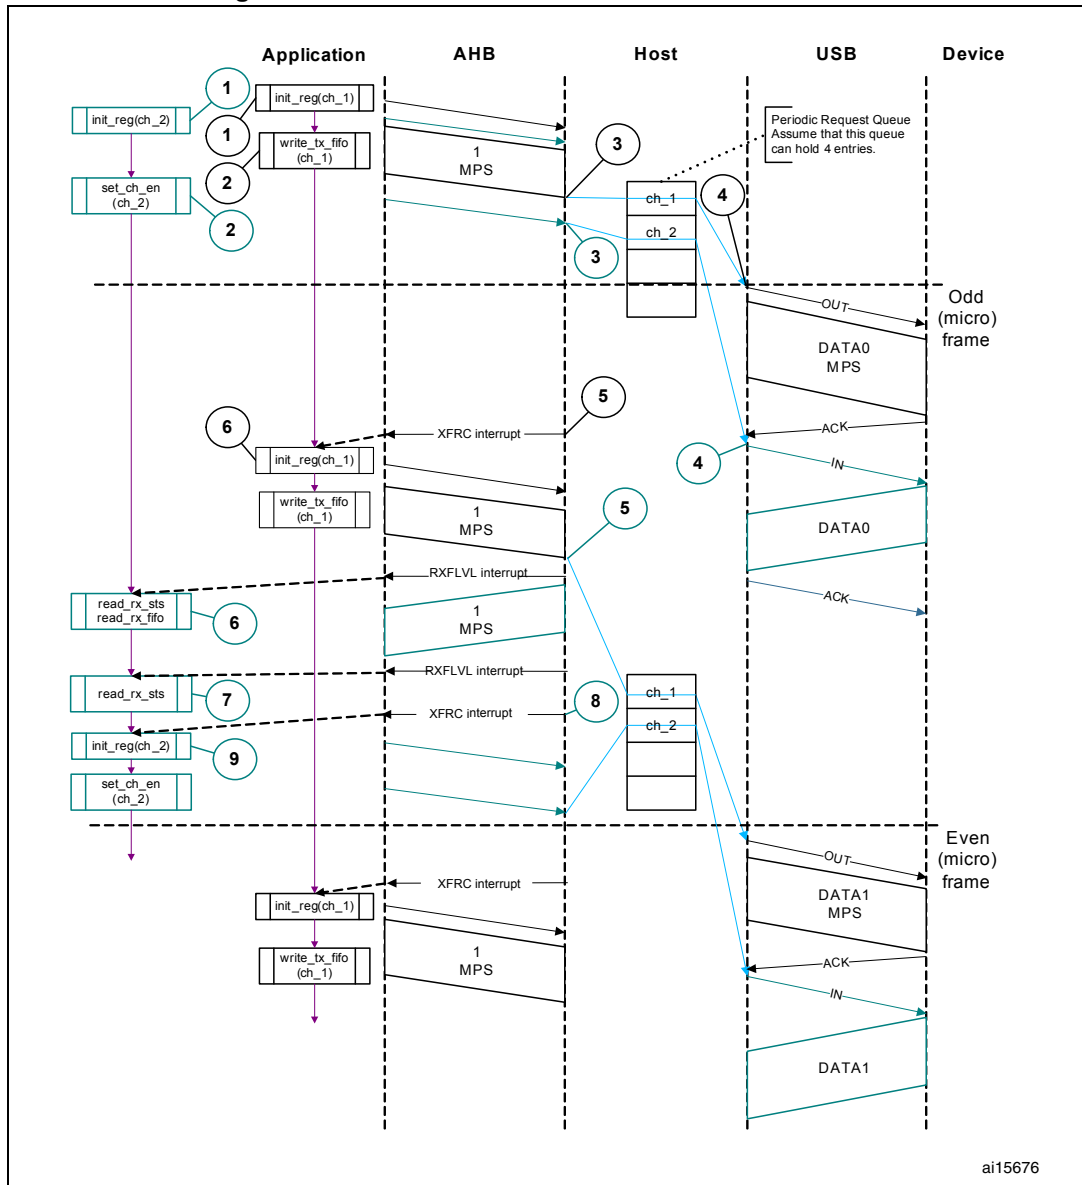 Application AHB Host USB Device
1
init_reg(ch_2)
init_reg(ch_1)
1
write_tx_fifo
(ch_1)
2
set_ch_en
(ch_2)
2
1
MPS
3
3
Periodic Request Queue
Assume that this queue
can hold 4 entries.
ch_1
ch_2
4
Odd
(micro)
frame
OUT
DATA0
MPS
ACK
5
XFRC interrupt
6
init_reg(ch_1)
write_tx_fifo
(ch_1)
1
MPS
4
IN
DATA0
ACK
5
RXFLVL interrupt
read_rx_sts
read_rx_fifo
6
1
MPS
RXFLVL interrupt
read_rx_sts
7
XFRC interrupt
8
init_reg(ch_2)
9
set_ch_en
(ch_2)
ch_1
ch_2
Even
(micro)
frame
OUT
DATA1
MPS
ACK
XFRC interrupt
init_reg(ch_1)
write_tx_fifo
(ch_1)
1
MPS
IN
DATA1
ai15676